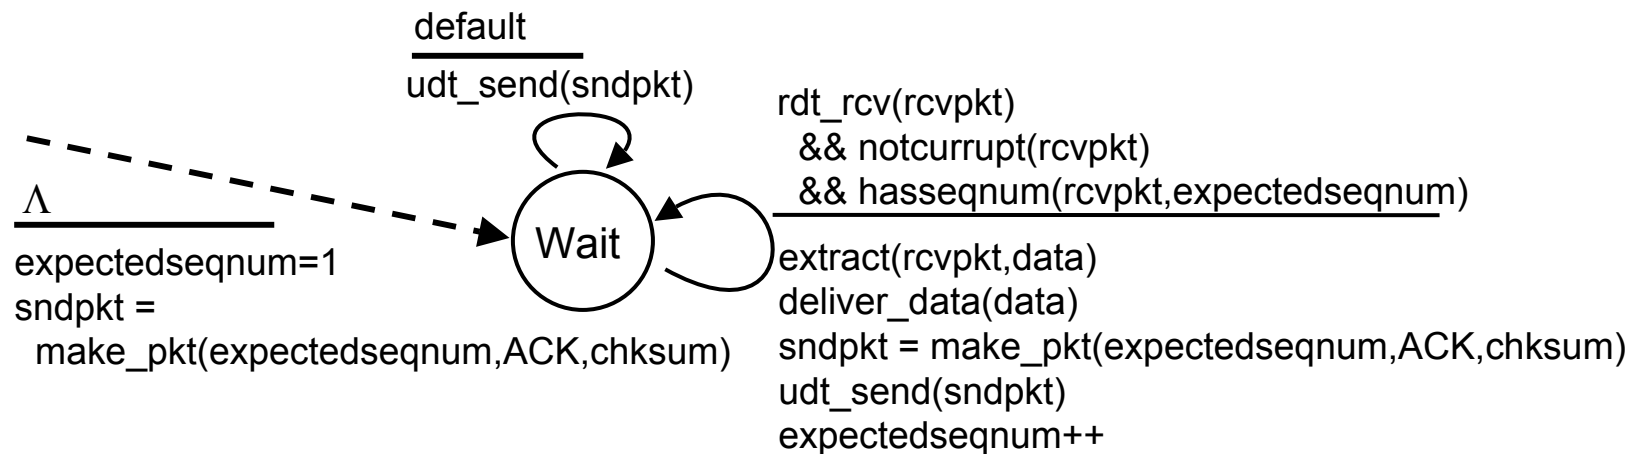 default
udt_send(sndpkt)
rdt_rcv(rcvpkt)
&& notcurrupt(rcvpkt)
&& hasseqnum(rcvpkt,expectedseqnum)
Λ
expectedseqnum=1
sndpkt =
make_pkt(expectedseqnum,ACK,chksum)
Wait
extract(rcvpkt,data)
deliver_data(data)
sndpkt = make_pkt(expectedseqnum,ACK,chksum)
udt_send(sndpkt)
expectedseqnum++